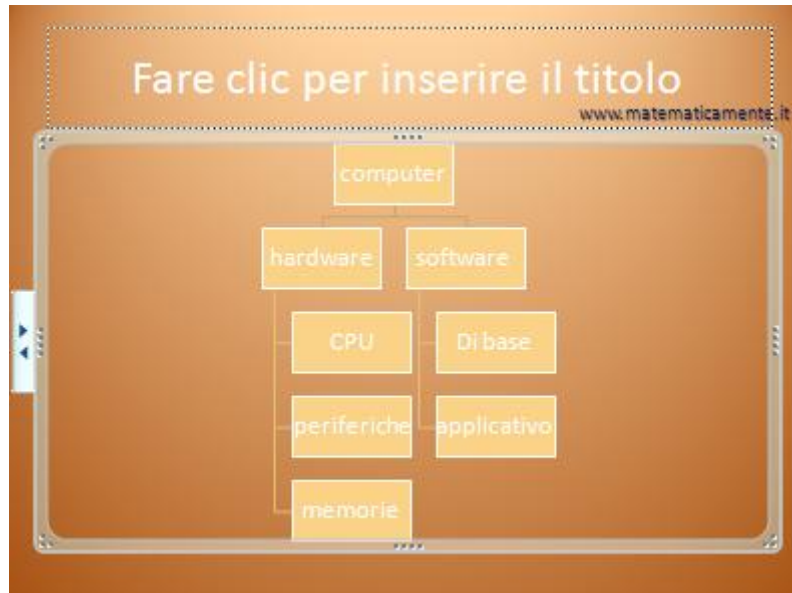 Fare clic per inserire il titolo
www.matematicamente.it
computer
hardware
software
CPU
Di base
periferiche
applicativo
memorie